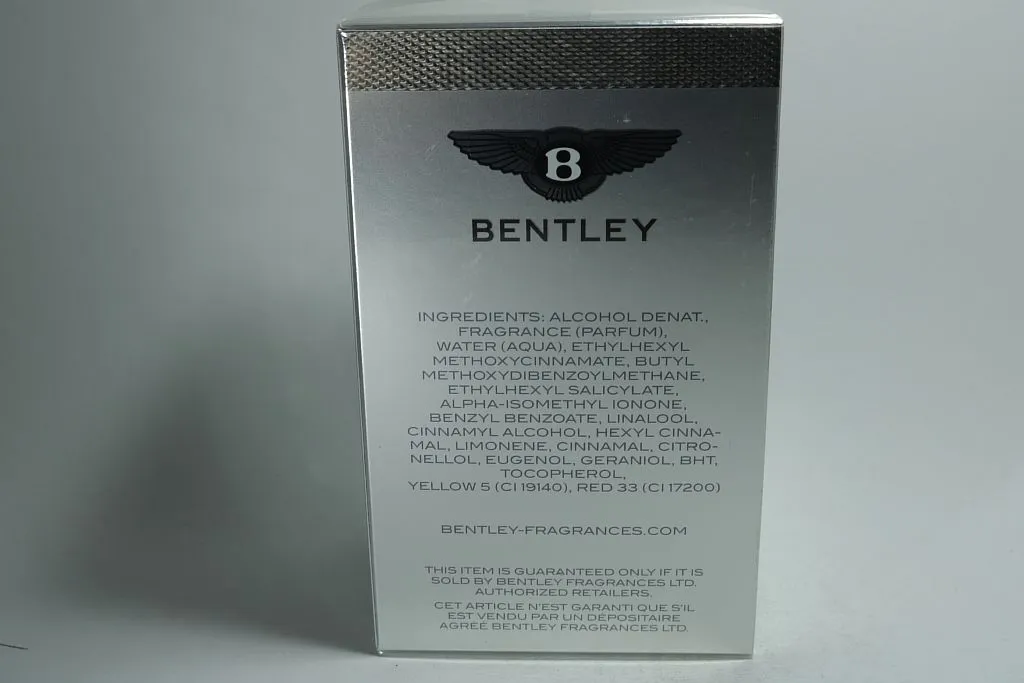 B
BENTLEY
INGREDIENTS: ALCOHOL DENAT.,
FRAGRANCE (PARFUM),
WATER (AQUA), ETHYLHEXYL
METHOXYCINNAMATE, BUTYL
METHOXYDIBENZOYLMETHANE,
ETHYLHEXYL SALICYLATE,
ALPHA-ISOMETHYL IONONE,
BENZYL BENZOATE, LINALOOL,
CINNAMYL ALCOHOL, HEXYL CINNA-
MAL, LIMONENE, CINNAMAL, CITRO-
NELLOL, EUGENOL, GERANIOL, BHT,
TOCOPHEROL,
YELLOW 5 (CI 19140), RED 33 (CI 17200)
BENTLEY-FRAGRANCES.COM
THIS ITEM IS GUARANTEED ONLY IF IT IS
SOLD BY BENTLEY FRAGRANCES LTD.
AUTHORIZED RETAILERS.
CET ARTICLE N'EST GARANTI QUE S'IL
EST VENDU PAR UN DÉPOSITAIRE
AGRÉÉ BENTLEY FRAGRANCES LTD.